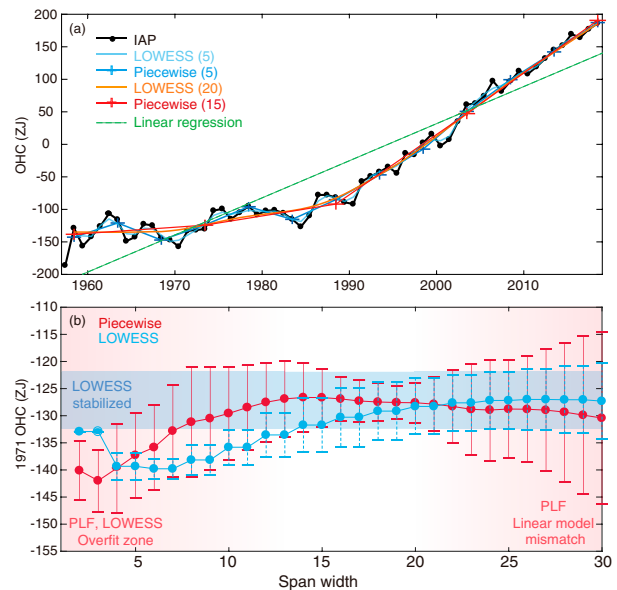 (a)
IAP
LOWESS (5)
Piecewise (5)
LOWESS (20)
Piecewise (15)
Linear regression
OHC (ZJ)
200
150
100
50
0
-50
-100
-150
-200
1960 1970 1980 1990 2000 2010
(b)
Piecewise
LOWESS
LOWESS
stabilized
PLF, LOWESS
Overfit zone
PLF
Linear model
mismatch
1971 OHC (ZJ)
-110
-115
-120
-125
-130
-135
-140
-145
-150
-155
5 10 15 20 25 30
Span width